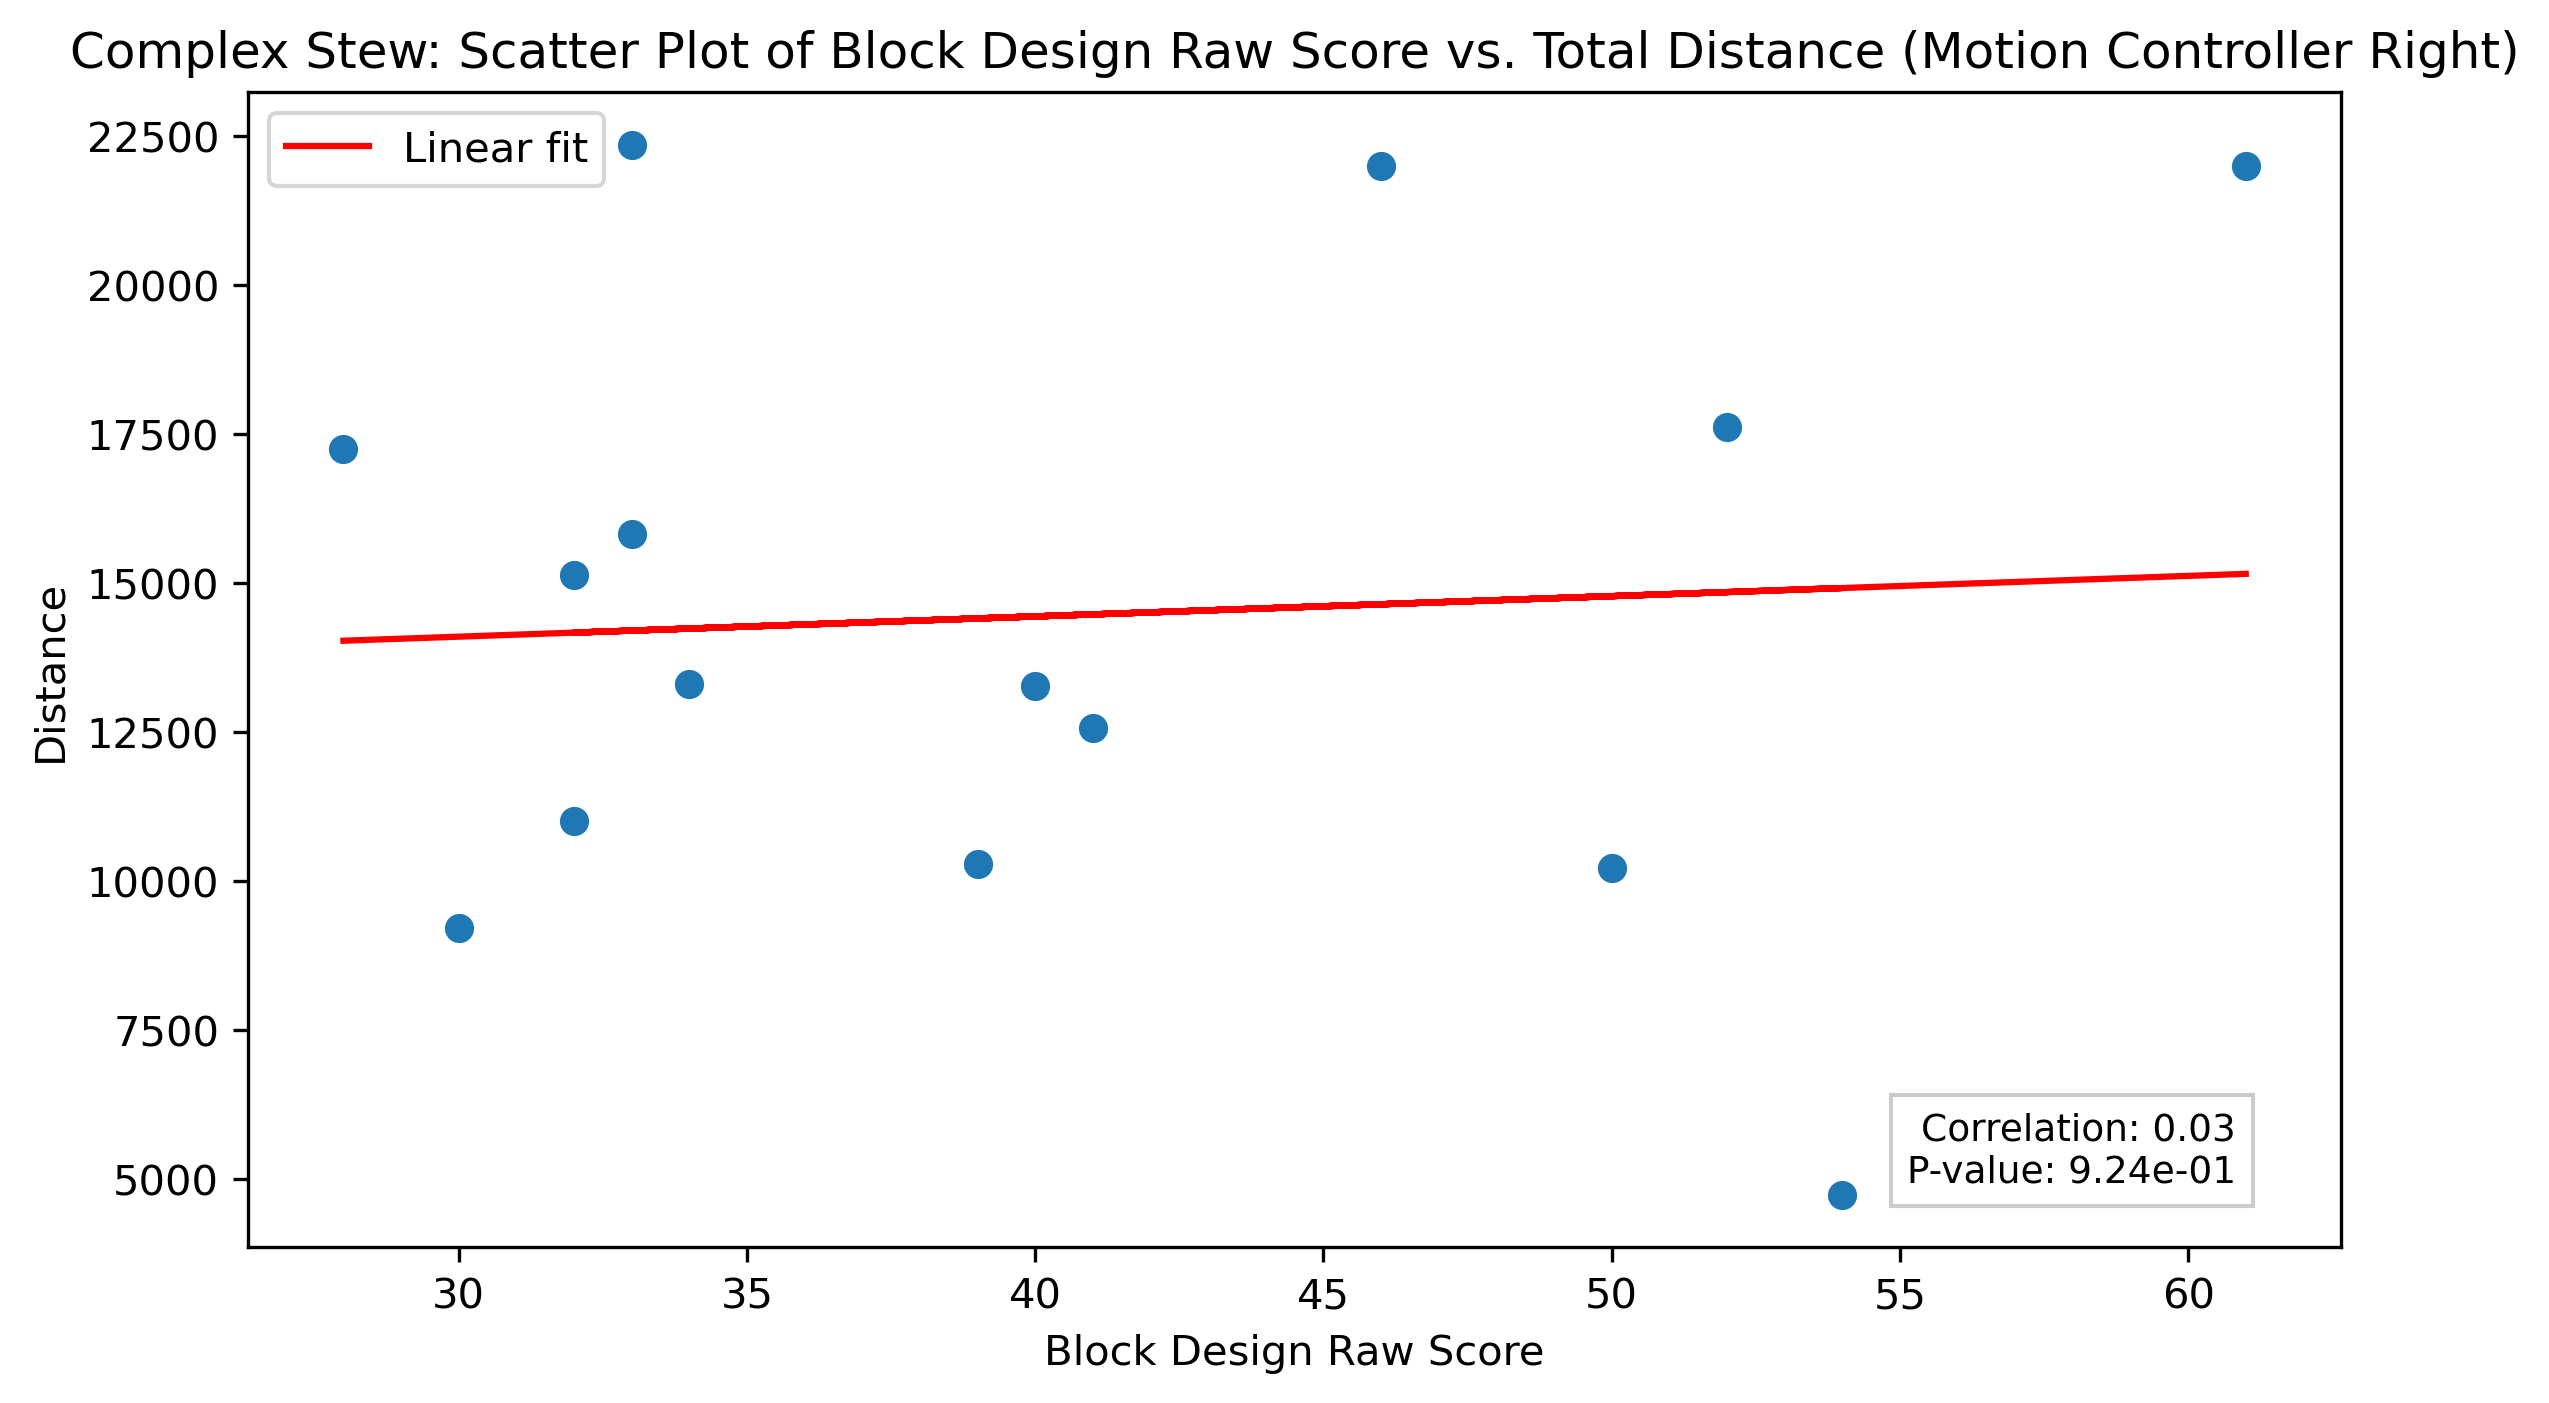 Complex Stew: Scatter Plot of Block Design Raw Score vs. Total Distance (Motion Controller Right)
Linear fit
22500
20000
17500
15000
12500
10000
7500
5000
Distance
Correlation: 0.03
P-value: 9.24e-01
30 35 40 45 50 55 60
Block Design Raw Score